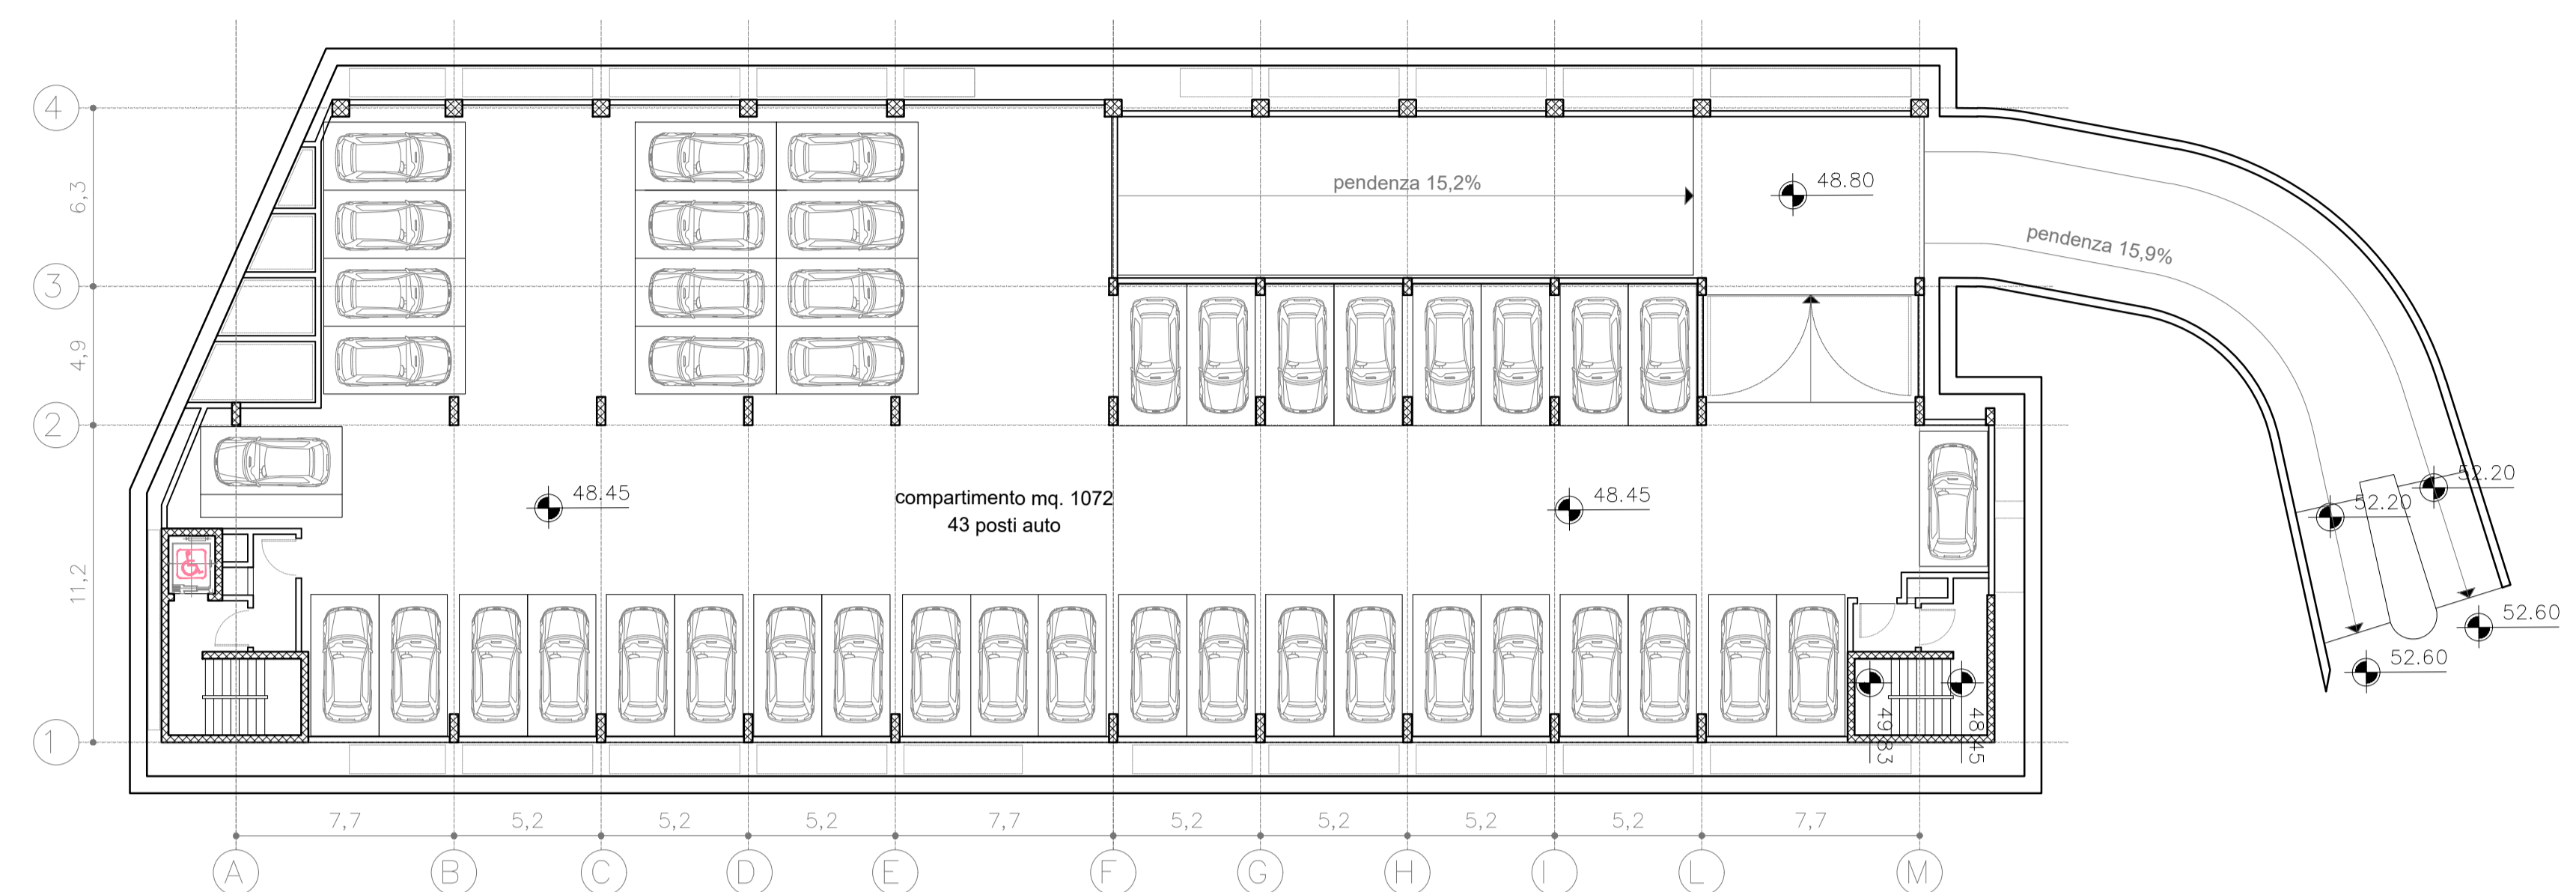 4
6,3
3
4,9
2
11,2
1
pendenza 15,2%
48.80
pendenza 15,9%
48.45
compartimento mq. 1072
43 posti auto
48.45
52.20
52.20
52.60
52.60
49.83
48.45
7,7
5,2
5,2
5,2
7,7
5,2
5,2
5,2
5,2
7,7
A
B
C
D
E
F
G
H
I
L
M